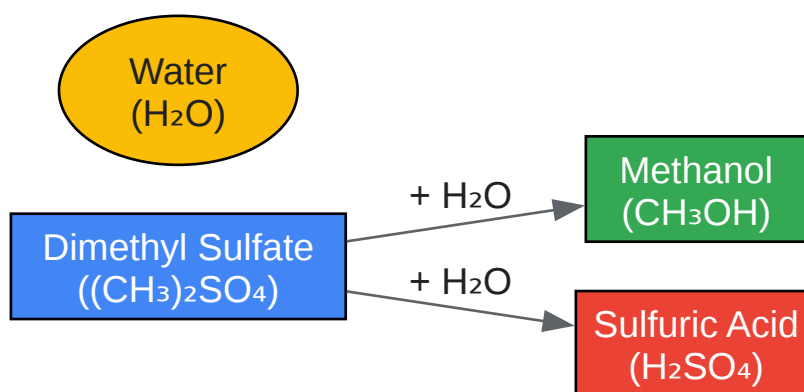 Water
(H₂O)
Dimethyl Sulfate
((CH₃)₂SO₄)
+ H₂O
+ H₂O
Methanol
(CH₃OH)
Sulfuric Acid
(H₂SO₄)